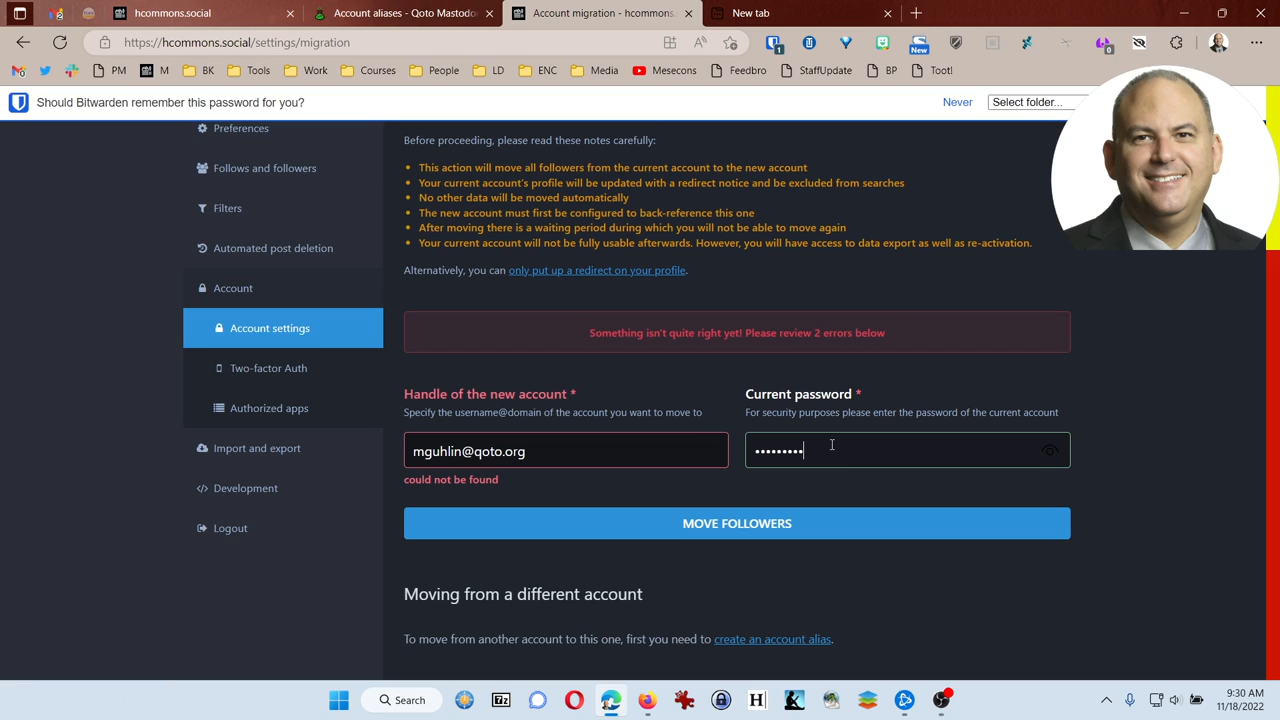 hcommons.social
Account aliases - Qoto Mastodo
Account migration - hcommons.
New tab
https://hcommons.social/settings/migration
1
New
0
PM
M
BK
Tools
Work
Courses
People
LD
ENC
Media
Mesecons
Feedbro
StaffUpdate
BP
Tootl
Should Bitwarden remember this password for you?
Never
Select folder...
Preferences
Follows and followers
Filters
Automated post deletion
Account
Account settings
Two-factor Auth
Authorized apps
Import and export
Development
Logout
Before proceeding, please read these notes carefully:
This action will move all followers from the current account to the new account
Your current account's profile will be updated with a redirect notice and be excluded from searches
No other data will be moved automatically
The new account must first be configured to back-reference this one
After moving there is a waiting period during which you will not be able to move again
Your current account will not be fully usable afterwards. However, you will have access to data export as well as re-activation.
Alternatively, you can only put up a redirect on your profile.
Something isn't quite right yet! Please review 2 errors below
Handle of the new account *
Specify the username@domain of the account you want to move to
mguhlin@qoto.org
could not be found
Current password *
For security purposes please enter the password of the current account
•••••••••
MOVE FOLLOWERS
Moving from a different account
To move from another account to this one, first you need to create an account alias.
Search
7z
H
9:30 AM
11/18/2022